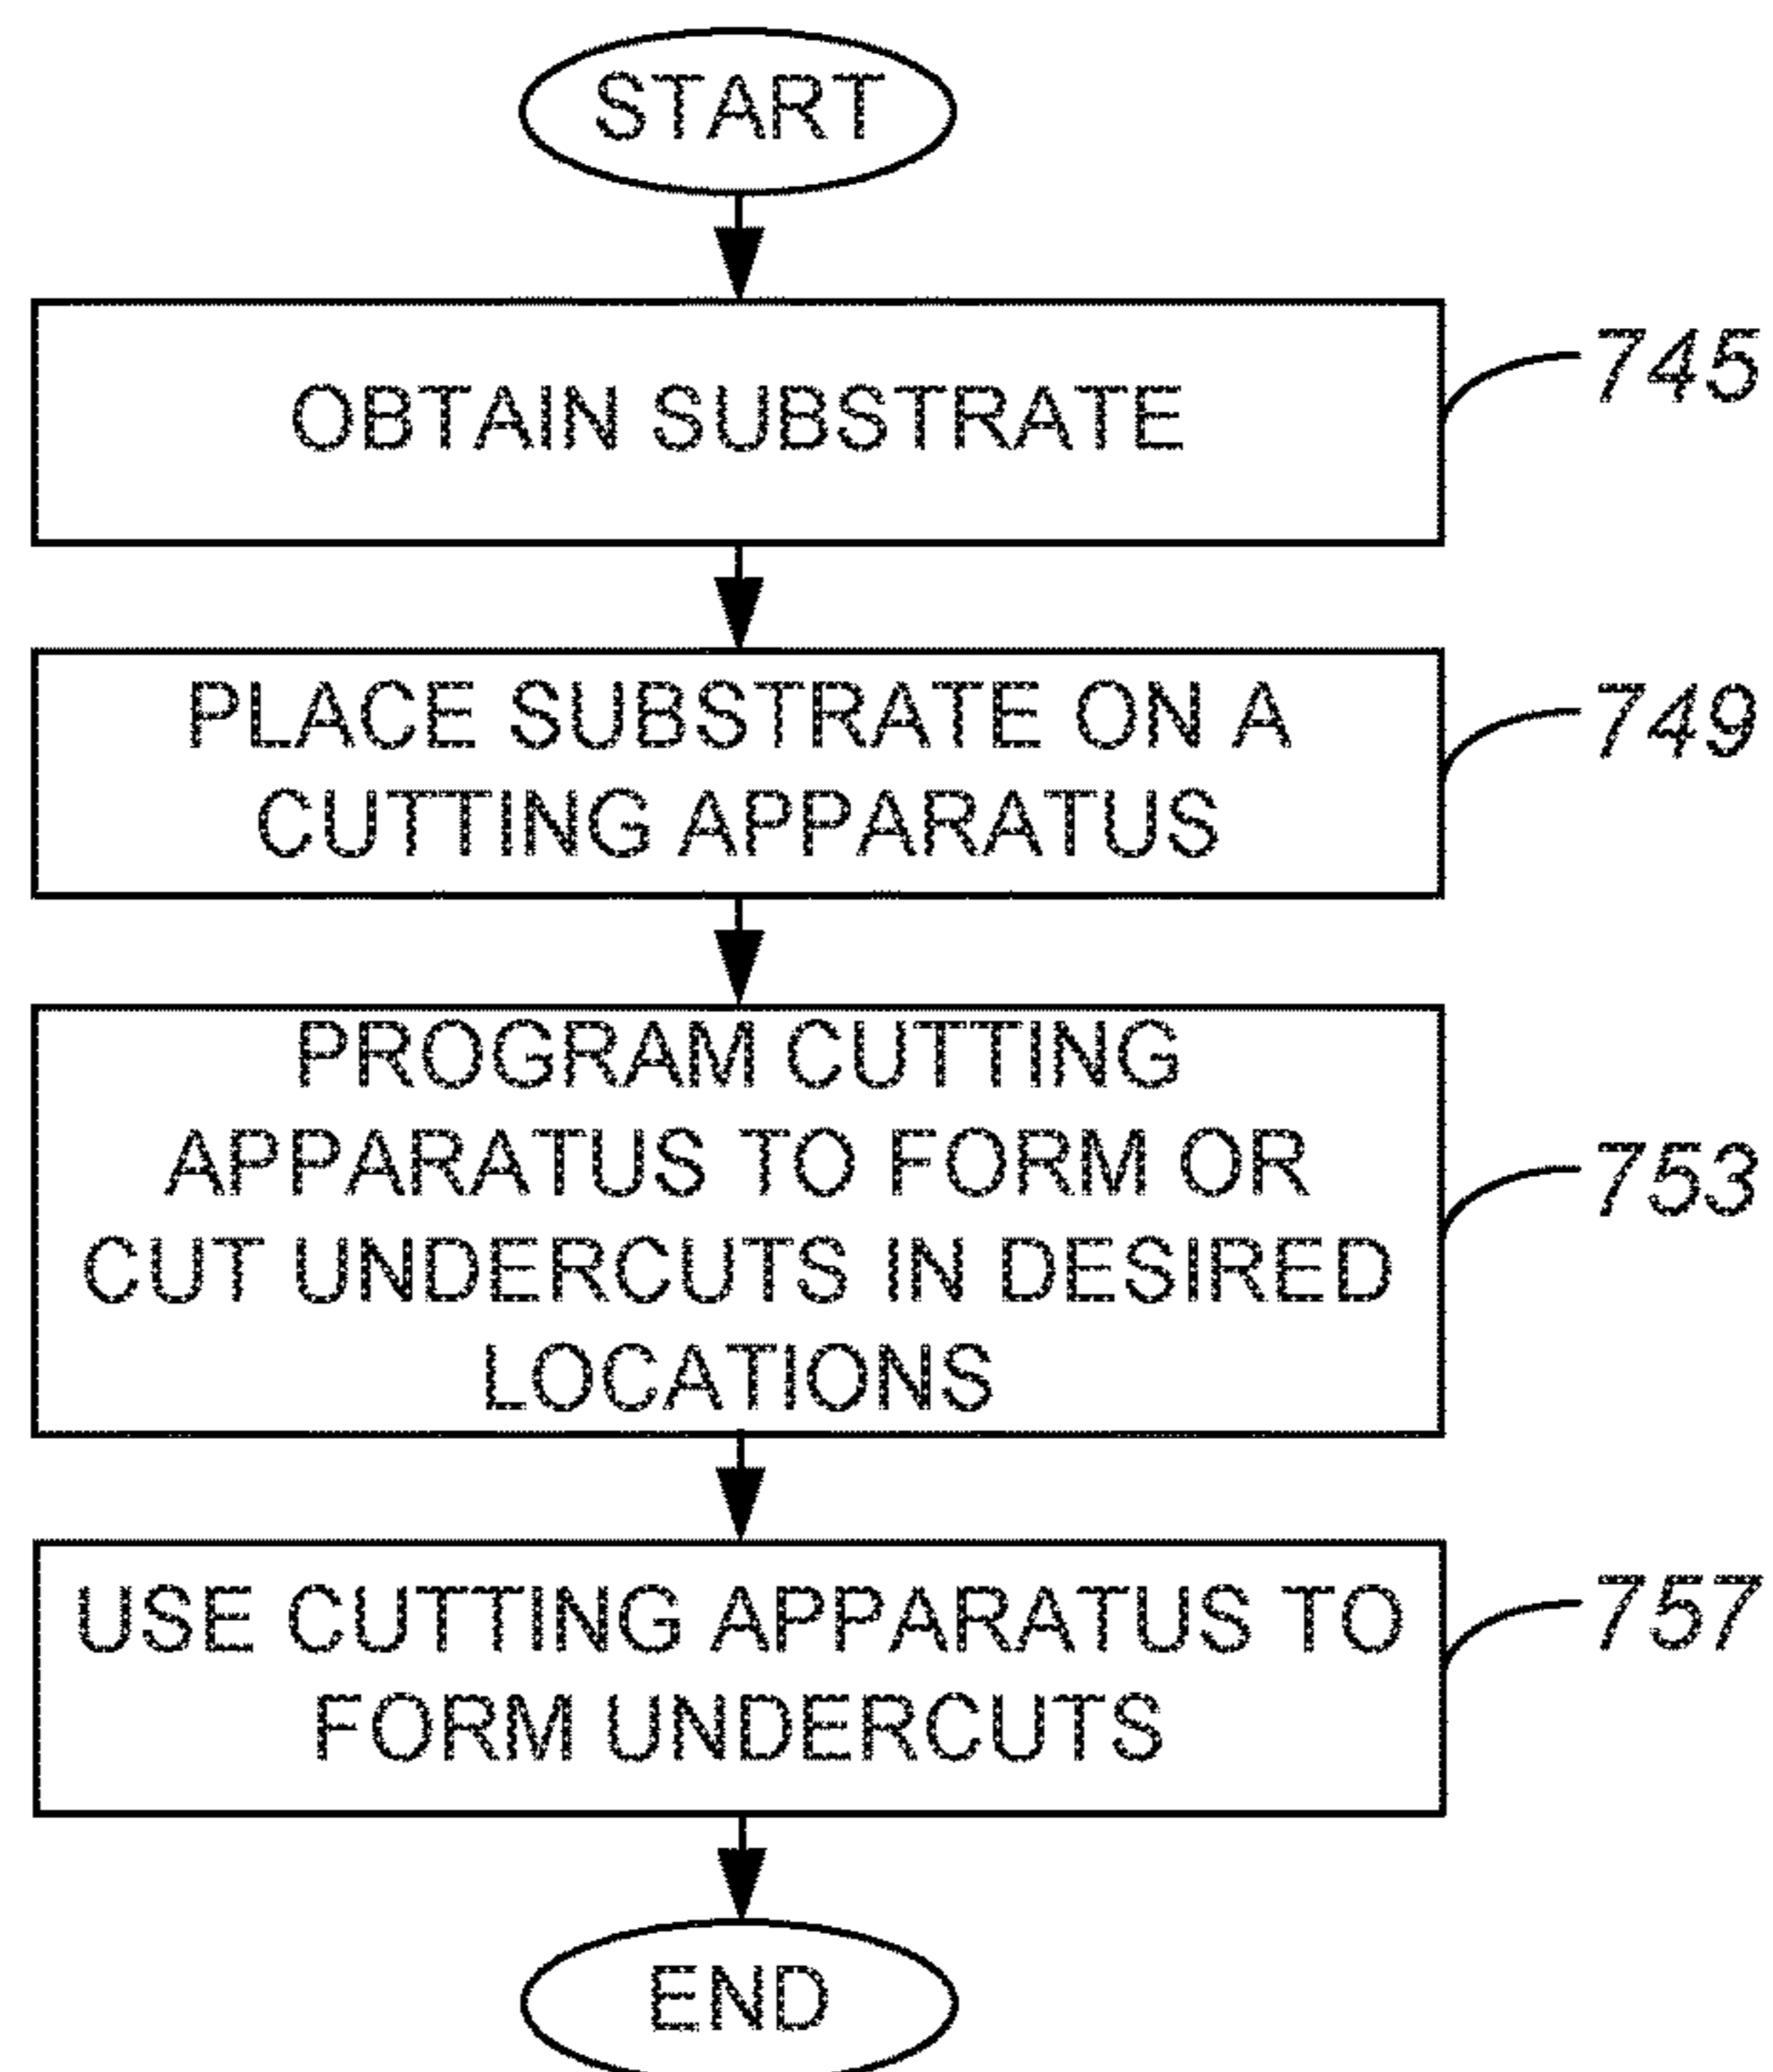 START
OBTAIN SUBSTRATE
745
PLACE SUBSTRATE ON A
CUTTING APPARATUS
749
PROGRAM CUTTING
APPARATUS TO FORM OR
CUT UNDERCUTS IN DESIRED
LOCATIONS
753
USE CUTTING APPARATUS TO
FORM UNDERCUTS
757
END